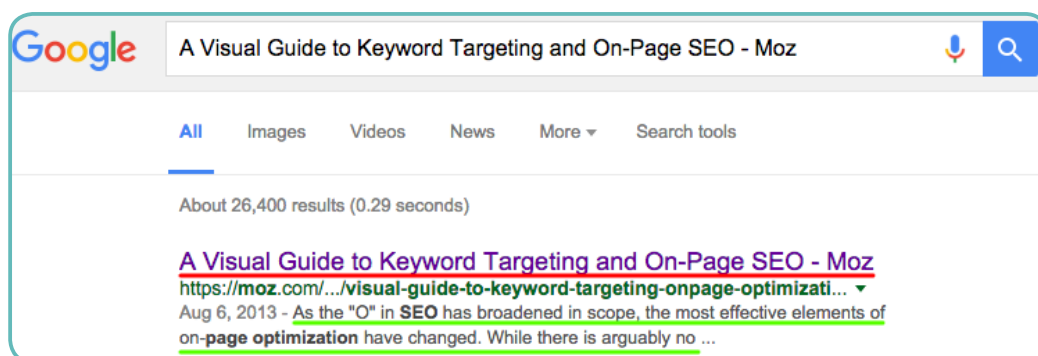 Google
A Visual Guide to Keyword Targeting and On-Page SEO - Moz
All Images Videos News More Search tools
About 26,400 results (0.29 seconds)
A Visual Guide to Keyword Targeting and On-Page SEO - Moz
https://moz.com/.../visual-guide-to-keyword-targeting-onpage-optimizati...
Aug 6, 2013 - As the "O" in SEO has broadened in scope, the most effective elements of
on-page optimization have changed. While there is arguably no ...